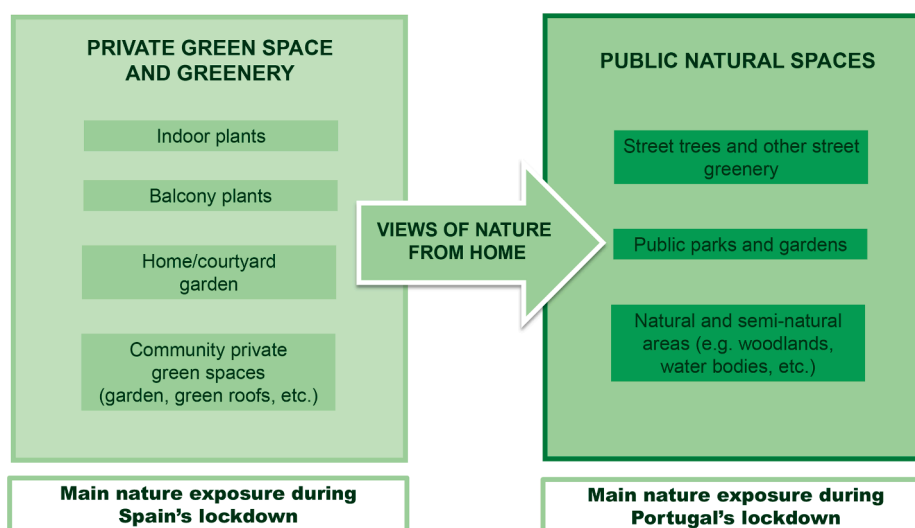 PRIVATE GREEN SPACE
AND GREENERY
Indoor plants
Balcony plants
Home/courtyard
garden
Community private
green spaces
(garden, green roofs, etc.)
Main nature exposure during
Spain's lockdown
VIEWS OF NATURE
FROM HOME
PUBLIC NATURAL SPACES
Street trees and other street
greenery
Public parks and gardens
Natural and semi-natural
areas (e.g. woodlands,
water bodies, etc.)
Main nature exposure during
Portugal's lockdown